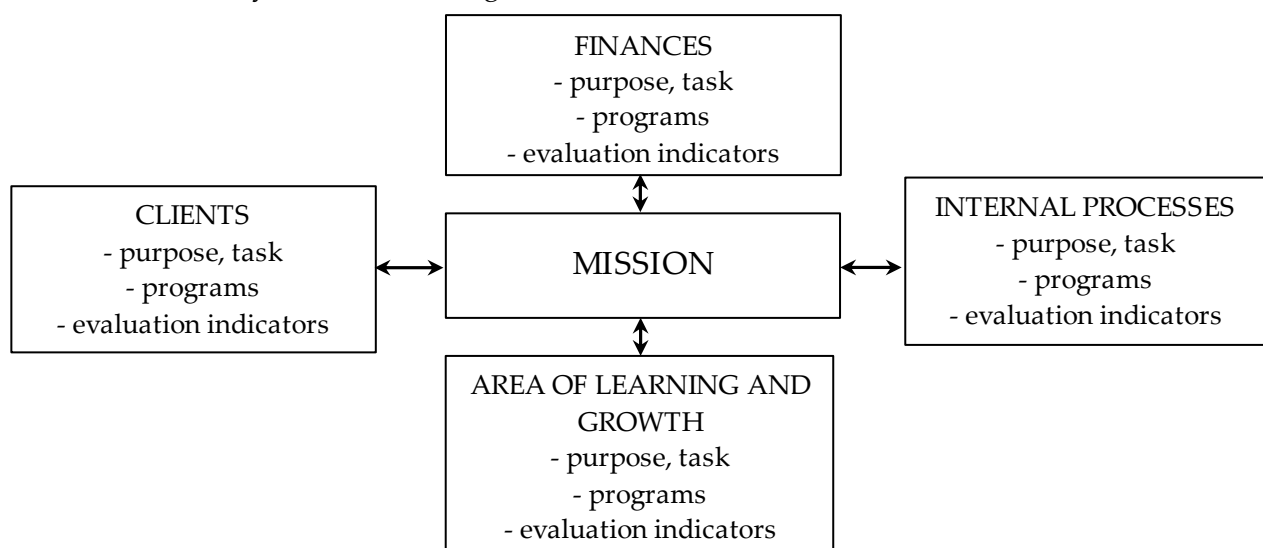 FINANCES
- purpose, task
- programs
- evaluation indicators
CLIENTS
- purpose, task
- programs
- evaluation indicators
MISSION
INTERNAL PROCESSES
- purpose, task
- programs
- evaluation indicators
AREA OF LEARNING AND
GROWTH
- purpose, task
- programs
- evaluation indicators